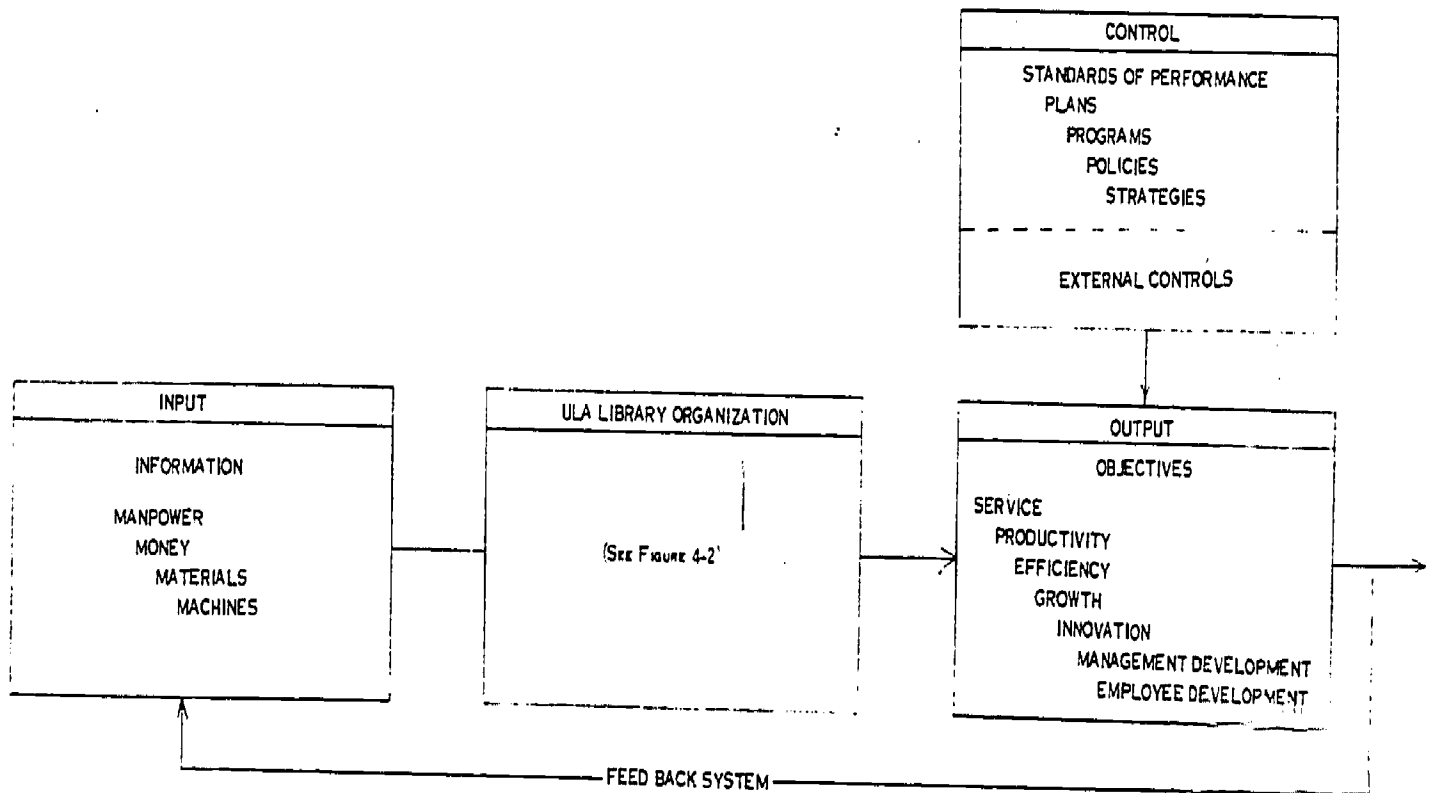 CONTROL
STANDARDS OF PERFORMANCE
PLANS
PROGRAMS
POLICIES
STRATEGIES
EXTERNAL CONTROLS
INPUT
INFORMATION
MANPOWER
MONEY
MATERIALS
MACHINES
ULA LIBRARY ORGANIZATION
(SEE FIGURE 4-2'
OUTPUT
OBJECTIVES
SERVICE
PRODUCTIVITY
EFFICIENCY
GROWTH
INNOVATION
MANAGEMENT DEVELOPMENT
EMPLOYEE DEVELOPMENT
FEED BACK SYSTEM